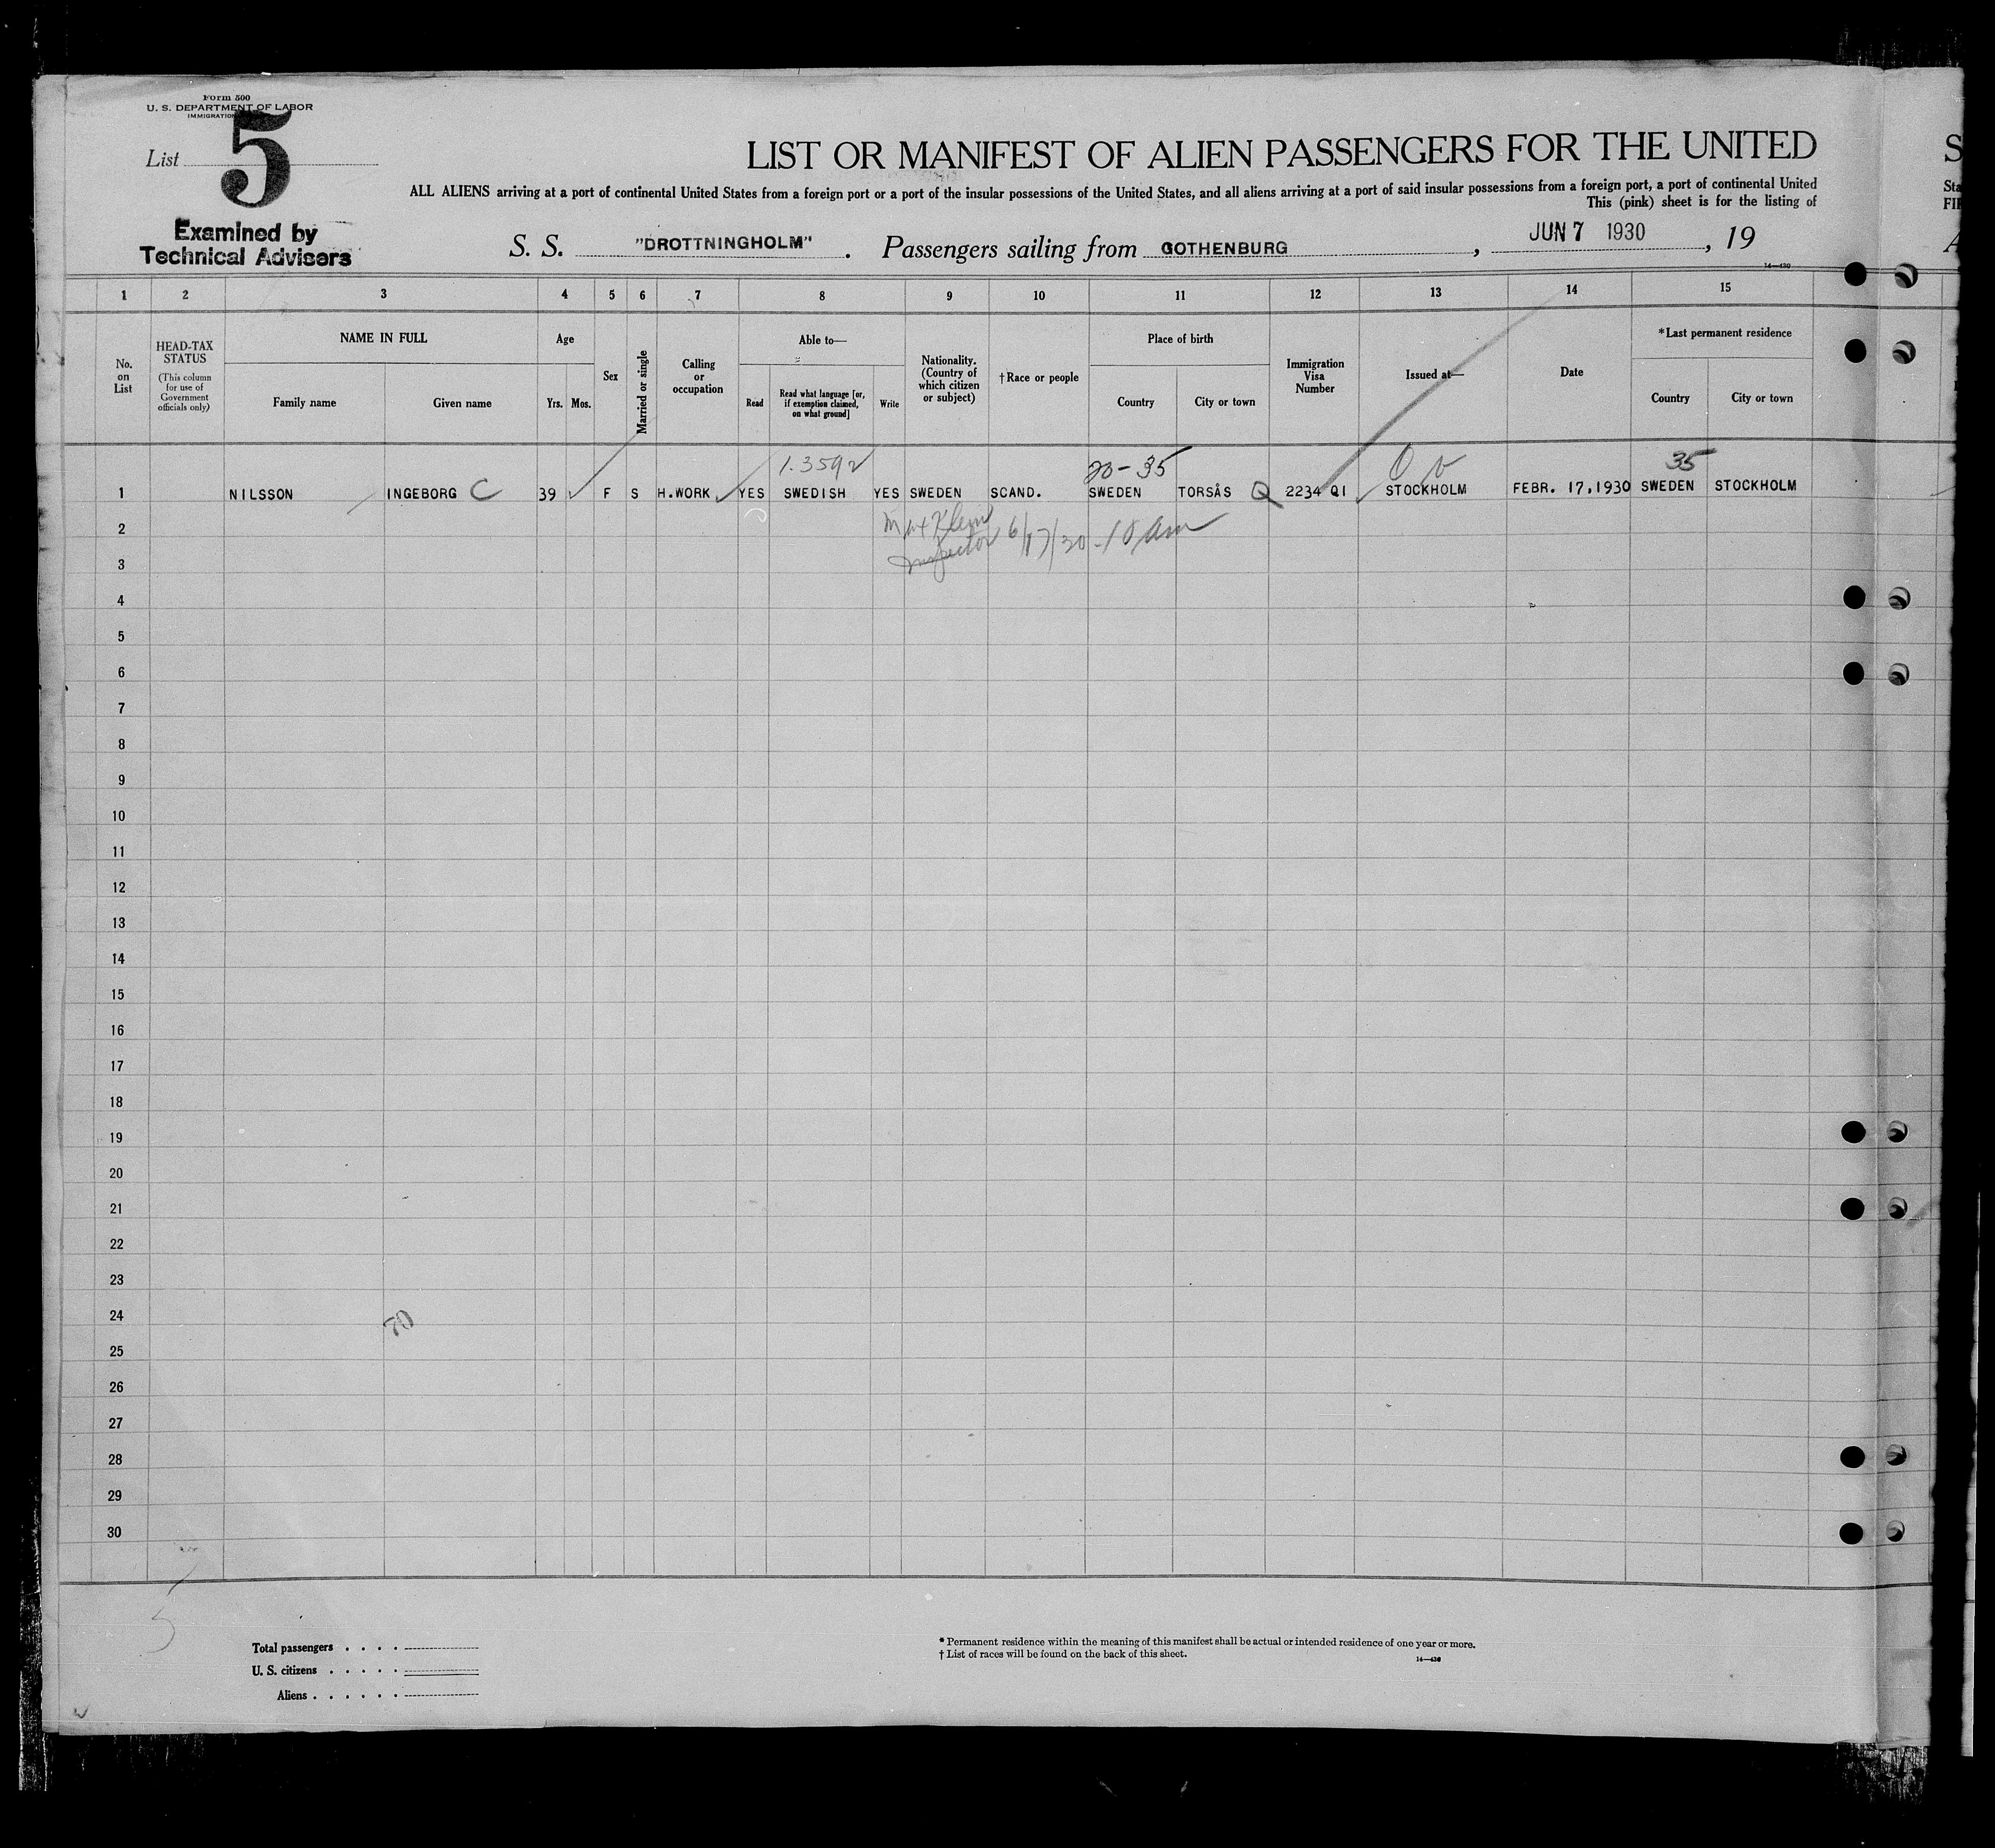 Form 500
U. S. DEPARTMENT OF LABOR
IMMIGRATION
List 5
LIST OR MANIFEST OF ALIEN PASSENGERS FOR THE UNITED
ALL ALIENS arriving at a port of continental United States from a foreign port or a port of the insular possessions of the United States, and all aliens arriving at a port of said insular possessions from a foreign port, a port of continental United
This (pink) sheet is for the listing of
Examined by
Technical Advisers
S. S. "DROTTNINGHOLM". Passengers sailing from GOTHENBURG, JUN 7 1930, 19
14—430
1 2 3 4 5 6 7 8 9 10 11 12 13 14 15
No. on List
HEAD-TAX STATUS
(This column for use of Government officials only)
NAME IN FULL
Family name
Given name
Age
Yrs. Mos.
Sex
Married or single
Calling or occupation
Able to—
Read
Read what language [or, if exemption claimed, on what ground]
Write
Nationality. (Country of which citizen or subject)
†Race or people
Place of birth
Country
City or town
Immigration Visa Number
Issued at—
Date
*Last permanent residence
Country
City or town
1.3592 20-35 35
1 NILSSON INGEBORG C 39 F S H.WORK. YES SWEDISH YES SWEDEN SCAND. SWEDEN TORSÅS Q 2234 QI STOCKHOLM FEBR. 17,1930 SWEDEN STOCKHOLM
2 Max Klein
3 Inspector 6/17/30 -10 am
4
5
6
7
8
9
10
11
12
13
14
15
16
17
18
19
20
21
22
23
24
25
26
27
28
29
30
5
Total passengers . . . .
U. S. citizens . . . . .
Aliens . . . . . .
* Permanent residence within the meaning of this manifest shall be actual or intended residence of one year or more.
† List of races will be found on the back of this sheet.
14—430